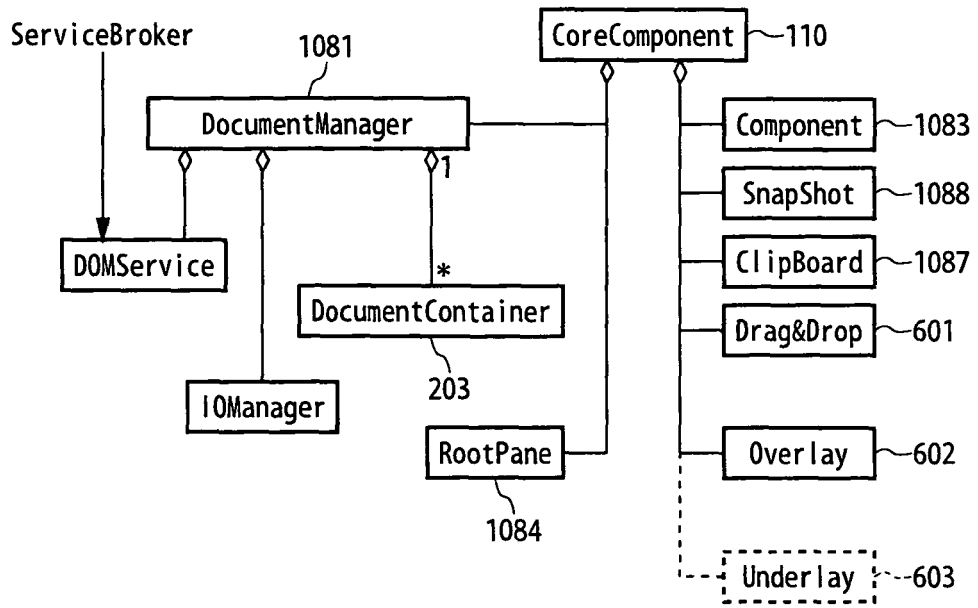 ServiceBroker
CoreComponent
110
1081
DocumentManager
Component
1083
1
SnapShot
1088
DOMService
ClipBoard
1087
*
DocumentContainer
Drag&Drop
601
203
IOManager
RootPane
Overlay
602
1084
Underlay
603